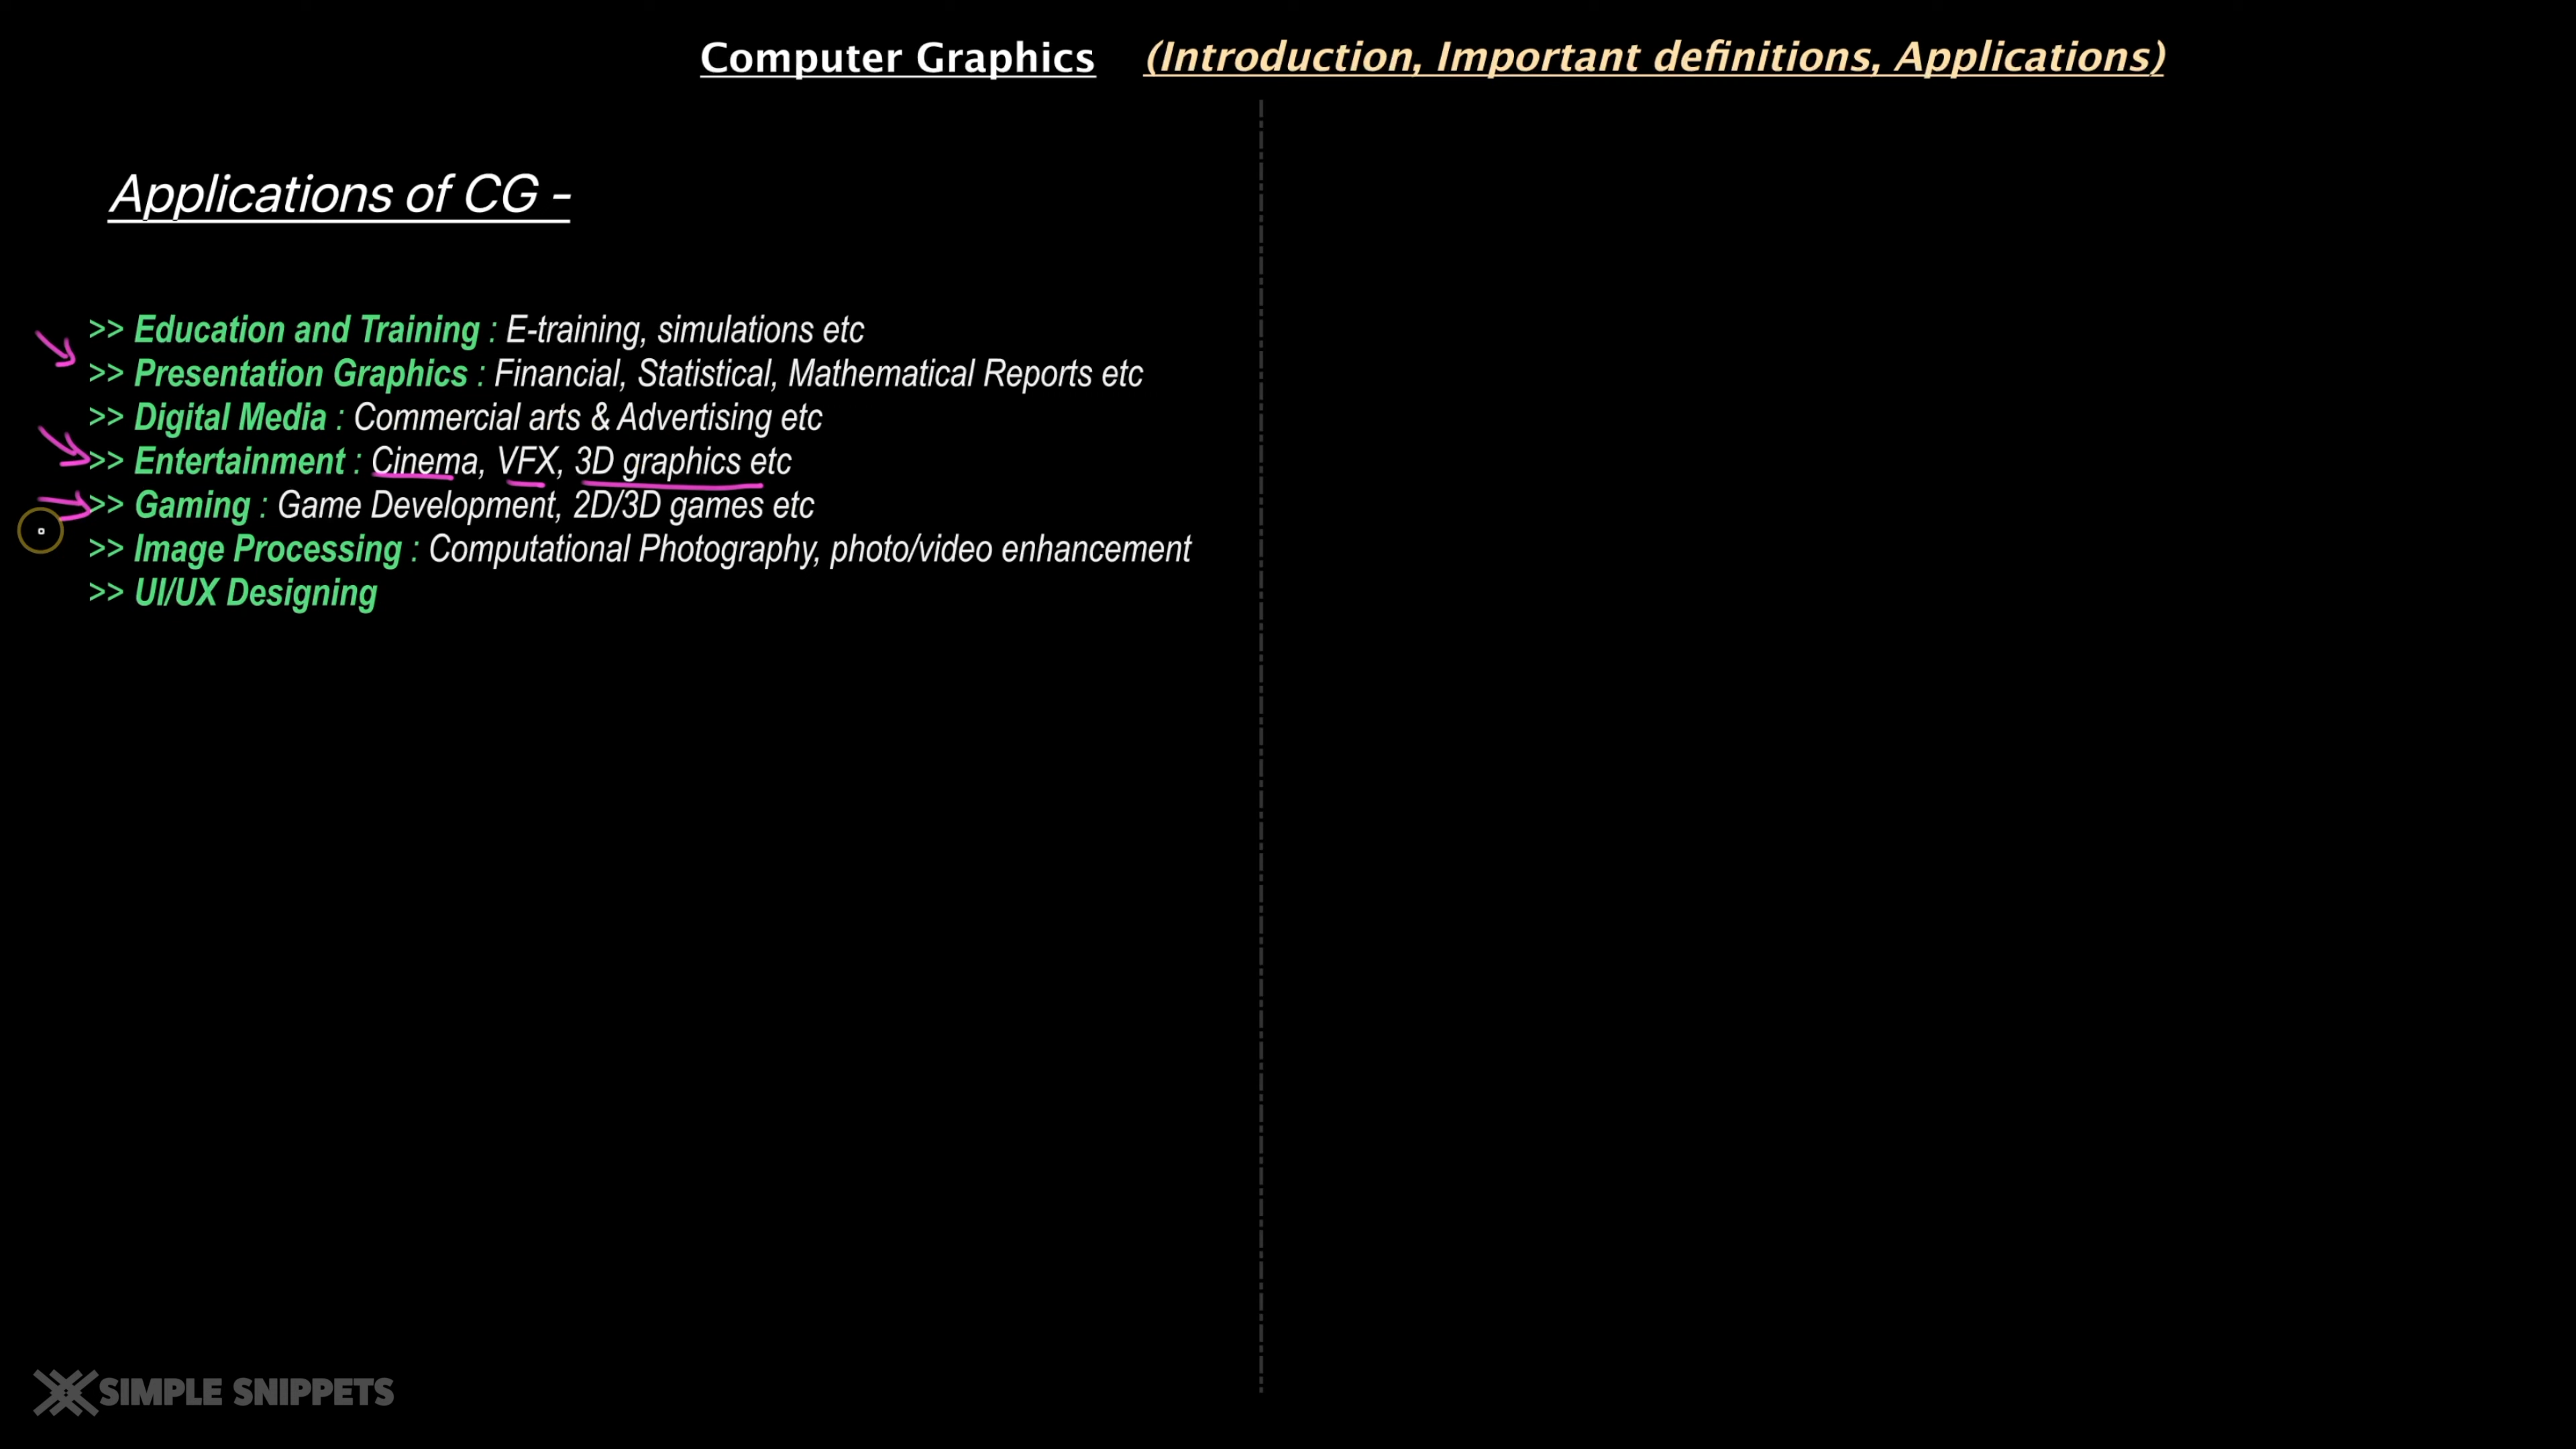 Computer Graphics (Introduction, Important definitions, Applications)
Applications of CG -
>> Education and Training : E-training, simulations etc
>> Presentation Graphics : Financial, Statistical, Mathematical Reports etc
>> Digital Media : Commercial arts & Advertising etc
>> Entertainment : Cinema, VFX, 3D graphics etc
>> Gaming : Game Development, 2D/3D games etc
>> Image Processing : Computational Photography, photo/video enhancement
>> UI/UX Designing
SIMPLE SNIPPETS